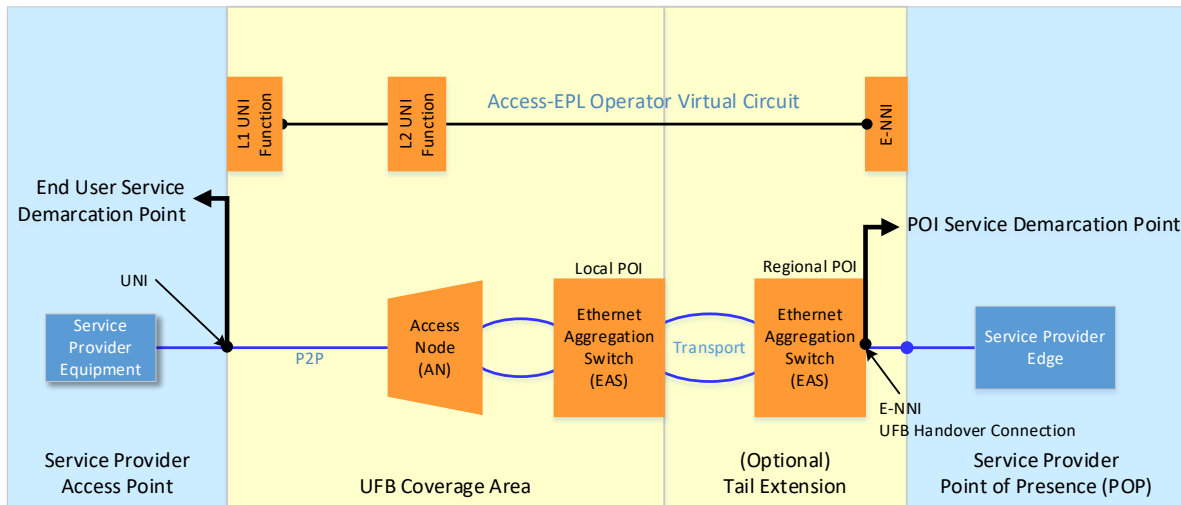 L1 UNI
Function
L2 UNI
Function
Access-EPL Operator Virtual Circuit
E-NNI
End User Service
Demarcation Point
POI Service Demarcation Point
UNI
Local POI
Regional POI
Service
Provider
Equipment
P2P
Access
Node
(AN)
Ethernet
Aggregation
Switch
(EAS)
Transport
Ethernet
Aggregation
Switch
(EAS)
Service Provider
Edge
E-NNI
UFB Handover Connection
Service Provider
Access Point
UFB Coverage Area
(Optional)
Tail Extension
Service Provider
Point of Presence (POP)